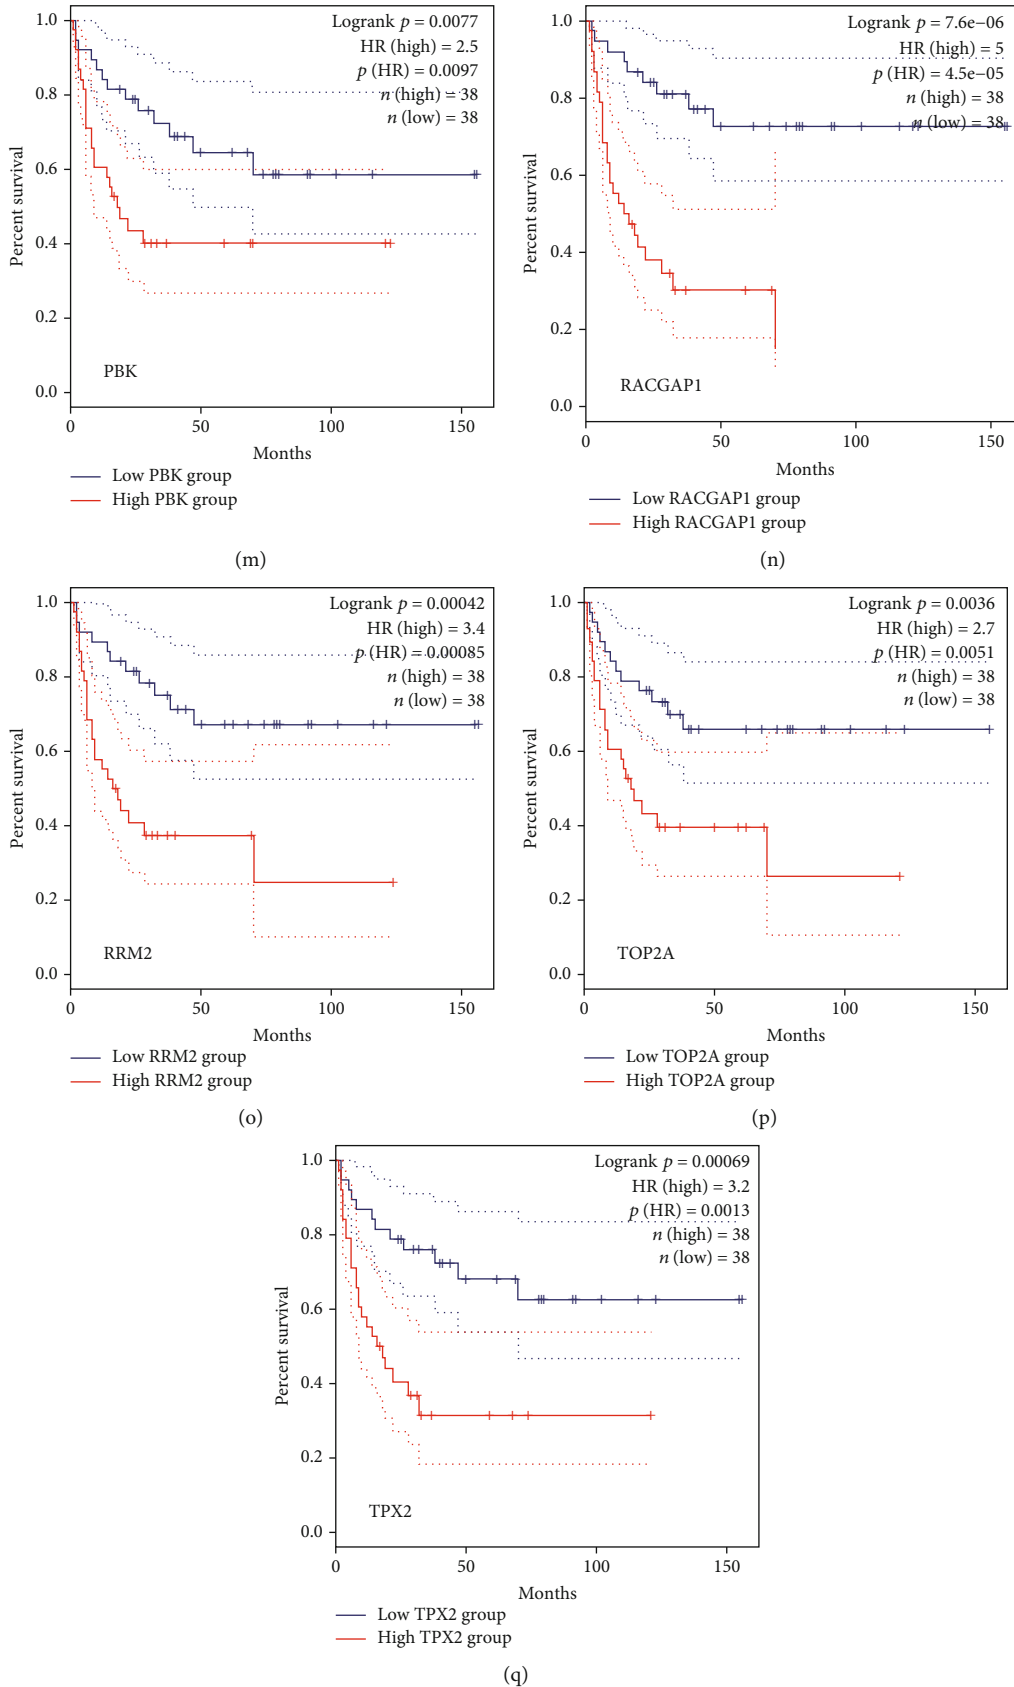 Logrank p = 0.0077
HR (high) = 2.5
p (HR) = 0.0097
n (high) = 38
n (low) = 38
1.0
0.8
0.6
0.4
0.2
0.0
Percent survival
PBK
0 50 100 150
Months
Low PBK group
High PBK group
(m)
Logrank p = 7.6e−06
HR (high) = 5
p (HR) = 4.5e−05
n (high) = 38
n (low) = 38
1.0
0.8
0.6
0.4
0.2
0.0
Percent survival
RACGAP1
0 50 100 150
Months
Low RACGAP1 group
High RACGAP1 group
(n)
Logrank p = 0.00042
HR (high) = 3.4
p (HR) = 0.00085
n (high) = 38
n (low) = 38
1.0
0.8
0.6
0.4
0.2
0.0
Percent survival
RRM2
0 50 100 150
Months
Low RRM2 group
High RRM2 group
(o)
Logrank p = 0.0036
HR (high) = 2.7
p (HR) = 0.0051
n (high) = 38
n (low) = 38
1.0
0.8
0.6
0.4
0.2
0.0
Percent survival
TOP2A
0 50 100 150
Months
Low TOP2A group
High TOP2A group
(p)
Logrank p = 0.00069
HR (high) = 3.2
p (HR) = 0.0013
n (high) = 38
n (low) = 38
1.0
0.8
0.6
0.4
0.2
0.0
Percent survival
TPX2
0 50 100 150
Months
Low TPX2 group
High TPX2 group
(q)